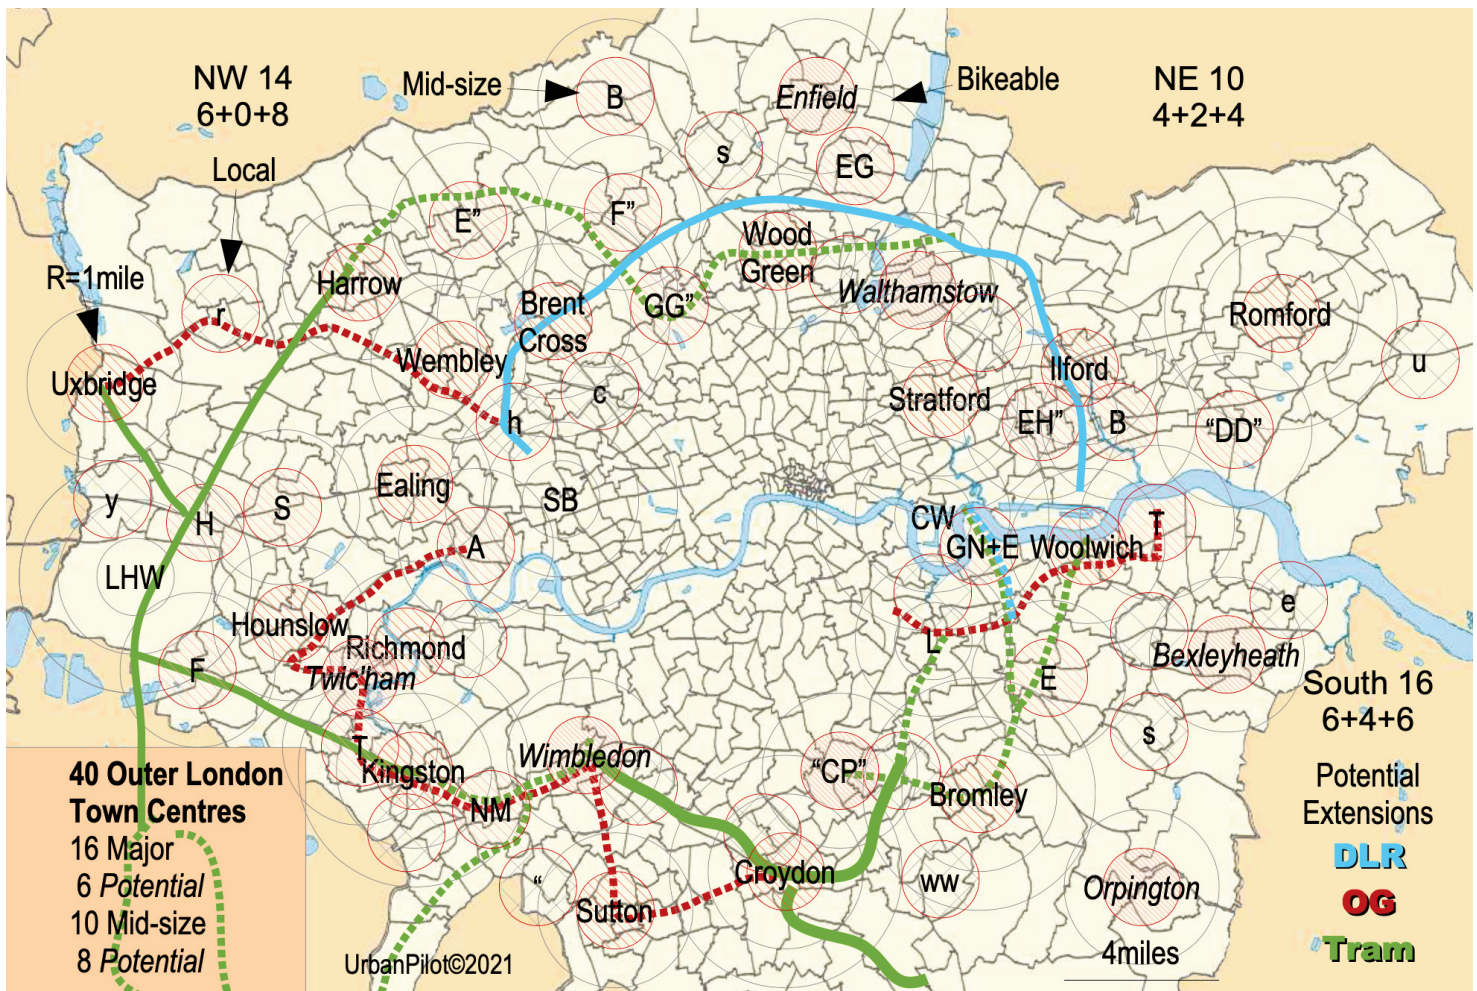 NW 14
6+0+8
Mid-size
B
Enfield
Bikeable
NE 10
4+2+4
Local
s
EG
E”
F”
Wood
Green
R=1mile
r
Harrow
Brent
Cross
GG”
Walthamstow
Romford
Uxbridge
Wembley
h
c
Stratford
Ilford
EH”
B
“DD”
u
y
H
S
Ealing
A
SB
CW
GN+E
Woolwich
T
LHW
Hounslow
Richmond
Twic'ham
F
L
E
e
Bexleyheath
s
South 16
6+4+6
T
Kingston
NM
Wimbledon
“CP”
Bromley
Croydon
“
Sutton
ww
Orpington
Potential
Extensions
DLR
OG
Tram
4miles
40 Outer London
Town Centres
16 Major
6 Potential
10 Mid-size
8 Potential
UrbanPilot©2021